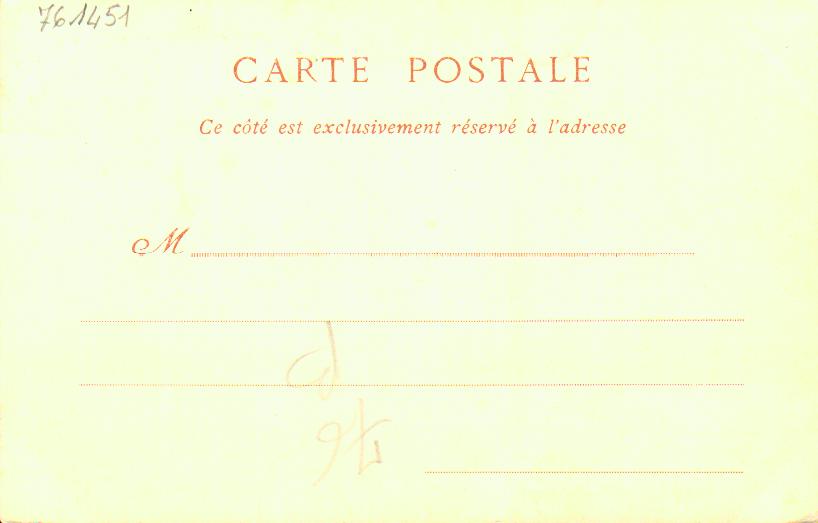 761451
CARTE POSTALE
Ce côté est exclusivement réservé à l'adresse
M